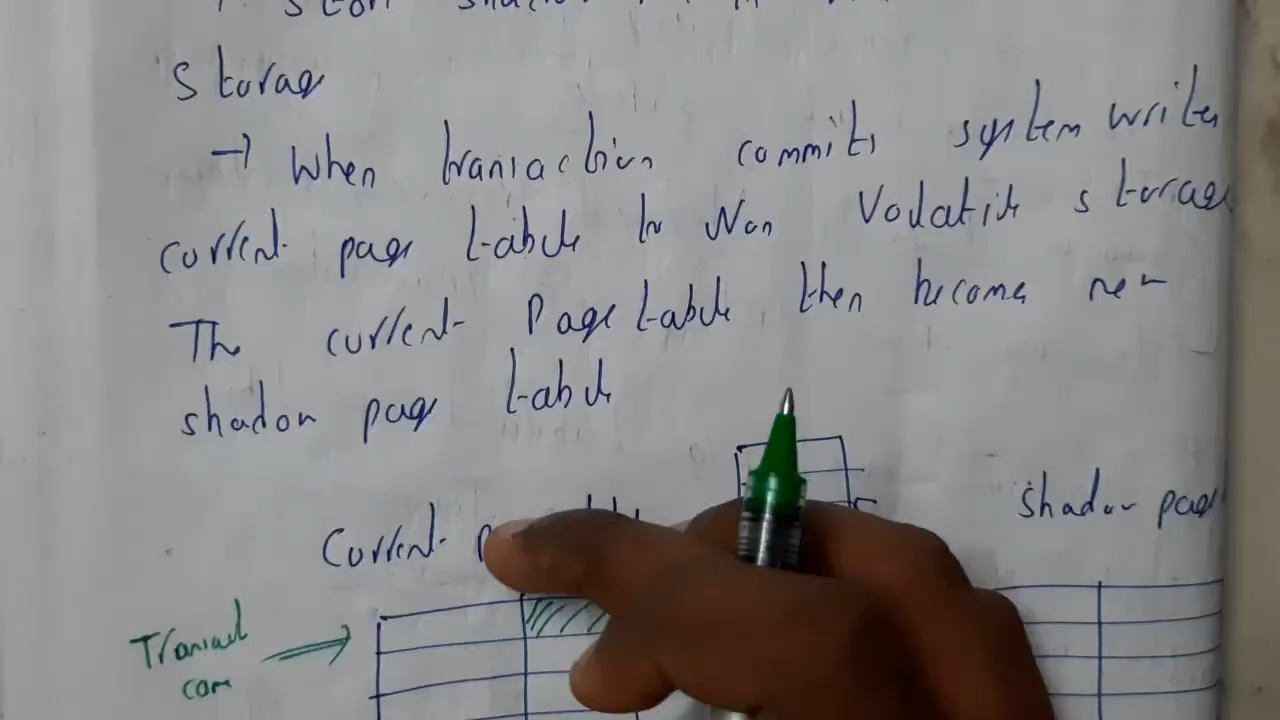 storage
→ When transaction commits system writes
current page table to Non Volatile storage
The current Page table then become new
shadow page table
Current
Shadow page
Transact
com